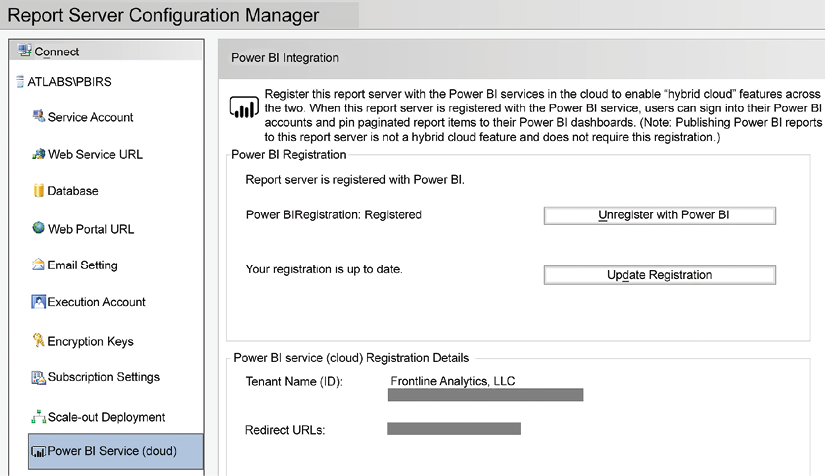 Report Server Configuration Manager
Connect
ATLABS\PBIRS
Service Account
Web Service URL
Database
Web Portal URL
Email Setting
Execution Account
Encryption Keys
Subscription Settings
Scale-out Deployment
Power BI Service (doud)
Power BI Integration
Register this report server with the Power BI services in the cloud to enable “hybrid cloud” features across
the two. When this report server is registered with the Power BI service, users can sign into their Power BI
accounts and pin paginated report items to their Power BI dashboards. (Note: Publishing Power BI reports
to this report server is not a hybrid cloud feature and does not require this registration.)
Power BI Registration
Report server is registered with Power BI.
Power BIRegistration: Registered
Unregister with Power BI
Your registration is up to date.
Update Registration
Power BI service (cloud) Registration Details
Tenant Name (ID):
Frontline Analytics, LLC
Redirect URLs: